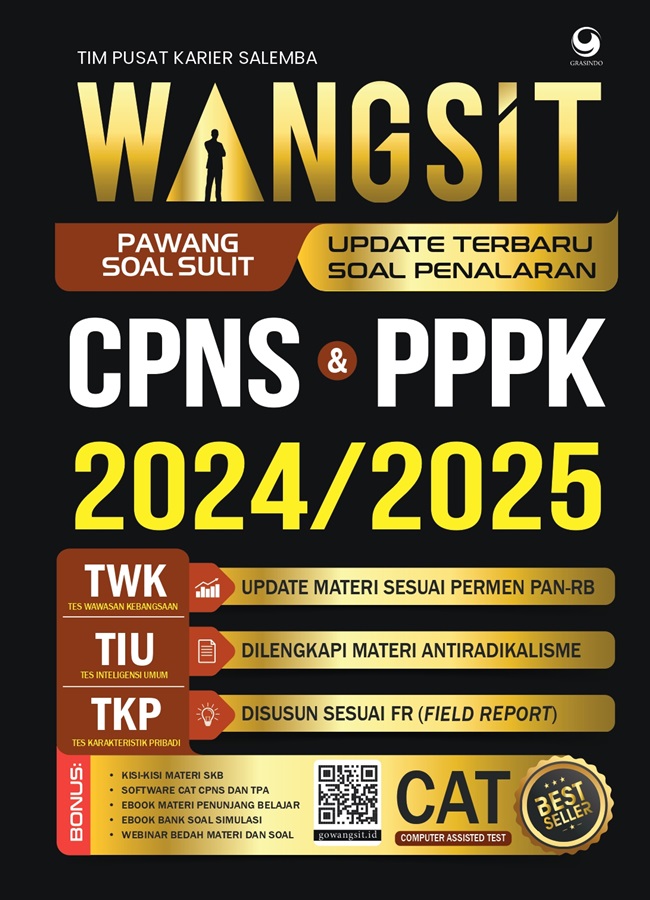 TIM PUSAT KARIER SALEMBA
GRASINDO
WANGSIT
PAWANG
SOAL SULIT
UPDATE TERBARU
SOAL PENALARAN
CPNS & PPPK
2024/2025
TWK
TES WAWASAN KEBANGSAAN
UPDATE MATERI SESUAI PERMEN PAN-RB
TIU
TES INTELIGENSI UMUM
DILENGKAPI MATERI ANTIRADIKALISME
TKP
TES KARAKTERISTIK PRIBADI
DISUSUN SESUAI FR (FIELD REPORT)
BONUS:
• KISI-KISI MATERI SKB
• SOFTWARE CAT CPNS DAN TPA
• EBOOK MATERI PENUNJANG BELAJAR
• EBOOK BANK SOAL SIMULASI
• WEBINAR BEDAH MATERI DAN SOAL
gowangsit.id
CAT
COMPUTER ASSISTED TEST
BEST
SELLER